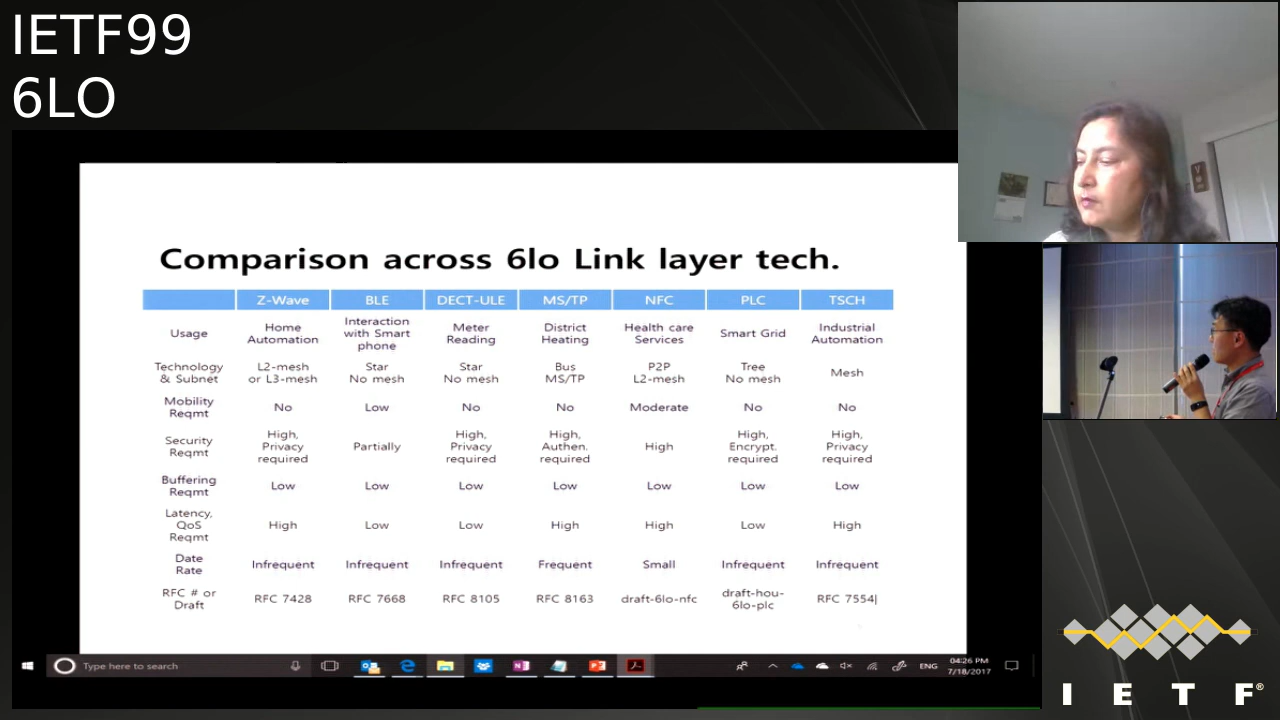 IETF99
6LO
Comparison across 6lo Link layer tech.
Z-Wave BLE DECT-ULE MS/TP NFC PLC TSCH
Usage Home Automation Interaction with Smart phone Meter Reading District Heating Health care Services Smart Grid Industrial Automation
Technology & Subnet L2-mesh or L3-mesh Star No mesh Star No mesh Bus MS/TP P2P L2-mesh Tree No mesh Mesh
Mobility Reqmt No Low No No Moderate No No
Security Reqmt High, Privacy required Partially High, Privacy required High, Authen. required High High, Encrypt. required High, Privacy required
Buffering Reqmt Low Low Low Low Low Low Low
Latency, QoS Reqmt High Low Low High High Low High
Date Rate Infrequent Infrequent Infrequent Frequent Small Infrequent Infrequent
RFC # or Draft RFC 7428 RFC 7668 RFC 8105 RFC 8163 draft-6lo-nfc draft-hou-6lo-plc RFC 7554
Type here to search
ENG
04:26 PM
7/18/2017
I E T F®